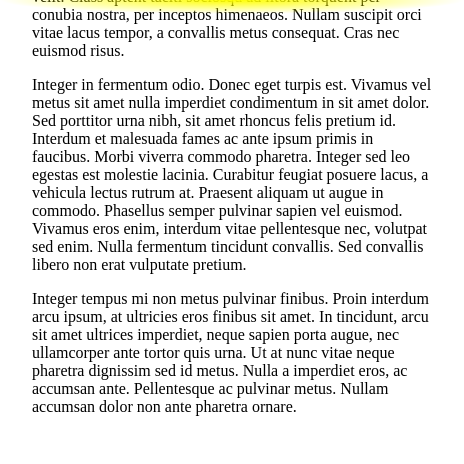 conubia nostra, per inceptos himenaeos. Nullam suscipit orci
vitae lacus tempor, a convallis metus consequat. Cras nec
euismod risus.
Integer in fermentum odio. Donec eget turpis est. Vivamus vel
metus sit amet nulla imperdiet condimentum in sit amet dolor.
Sed porttitor urna nibh, sit amet rhoncus felis pretium id.
Interdum et malesuada fames ac ante ipsum primis in
faucibus. Morbi viverra commodo pharetra. Integer sed leo
egestas est molestie lacinia. Curabitur feugiat posuere lacus, a
vehicula lectus rutrum at. Praesent aliquam ut augue in
commodo. Phasellus semper pulvinar sapien vel euismod.
Vivamus eros enim, interdum vitae pellentesque nec, volutpat
sed enim. Nulla fermentum tincidunt convallis. Sed convallis
libero non erat vulputate pretium.
Integer tempus mi non metus pulvinar finibus. Proin interdum
arcu ipsum, at ultricies eros finibus sit amet. In tincidunt, arcu
sit amet ultrices imperdiet, neque sapien porta augue, nec
ullamcorper ante tortor quis urna. Ut at nunc vitae neque
pharetra dignissim sed id metus. Nulla a imperdiet eros, ac
accumsan ante. Pellentesque ac pulvinar metus. Nullam
accumsan dolor non ante pharetra ornare.